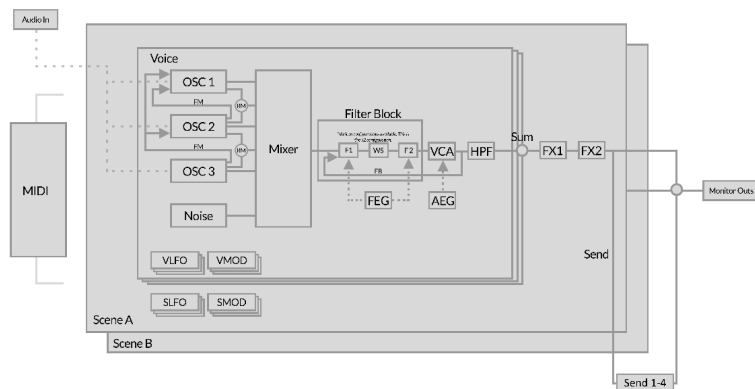 Audio In
Voice
OSC 1
FM
RM
OSC 2
FM
RM
OSC 3
Noise
Mixer
Filter Block
F1
WS
F2
FB
VCA
HPF
FEG
AEG
Sum
FX1
FX2
MIDI
Monitor Outs
VLFO
VMOD
Send
SLFO
SMOD
Scene A
Scene B
Send 1-4